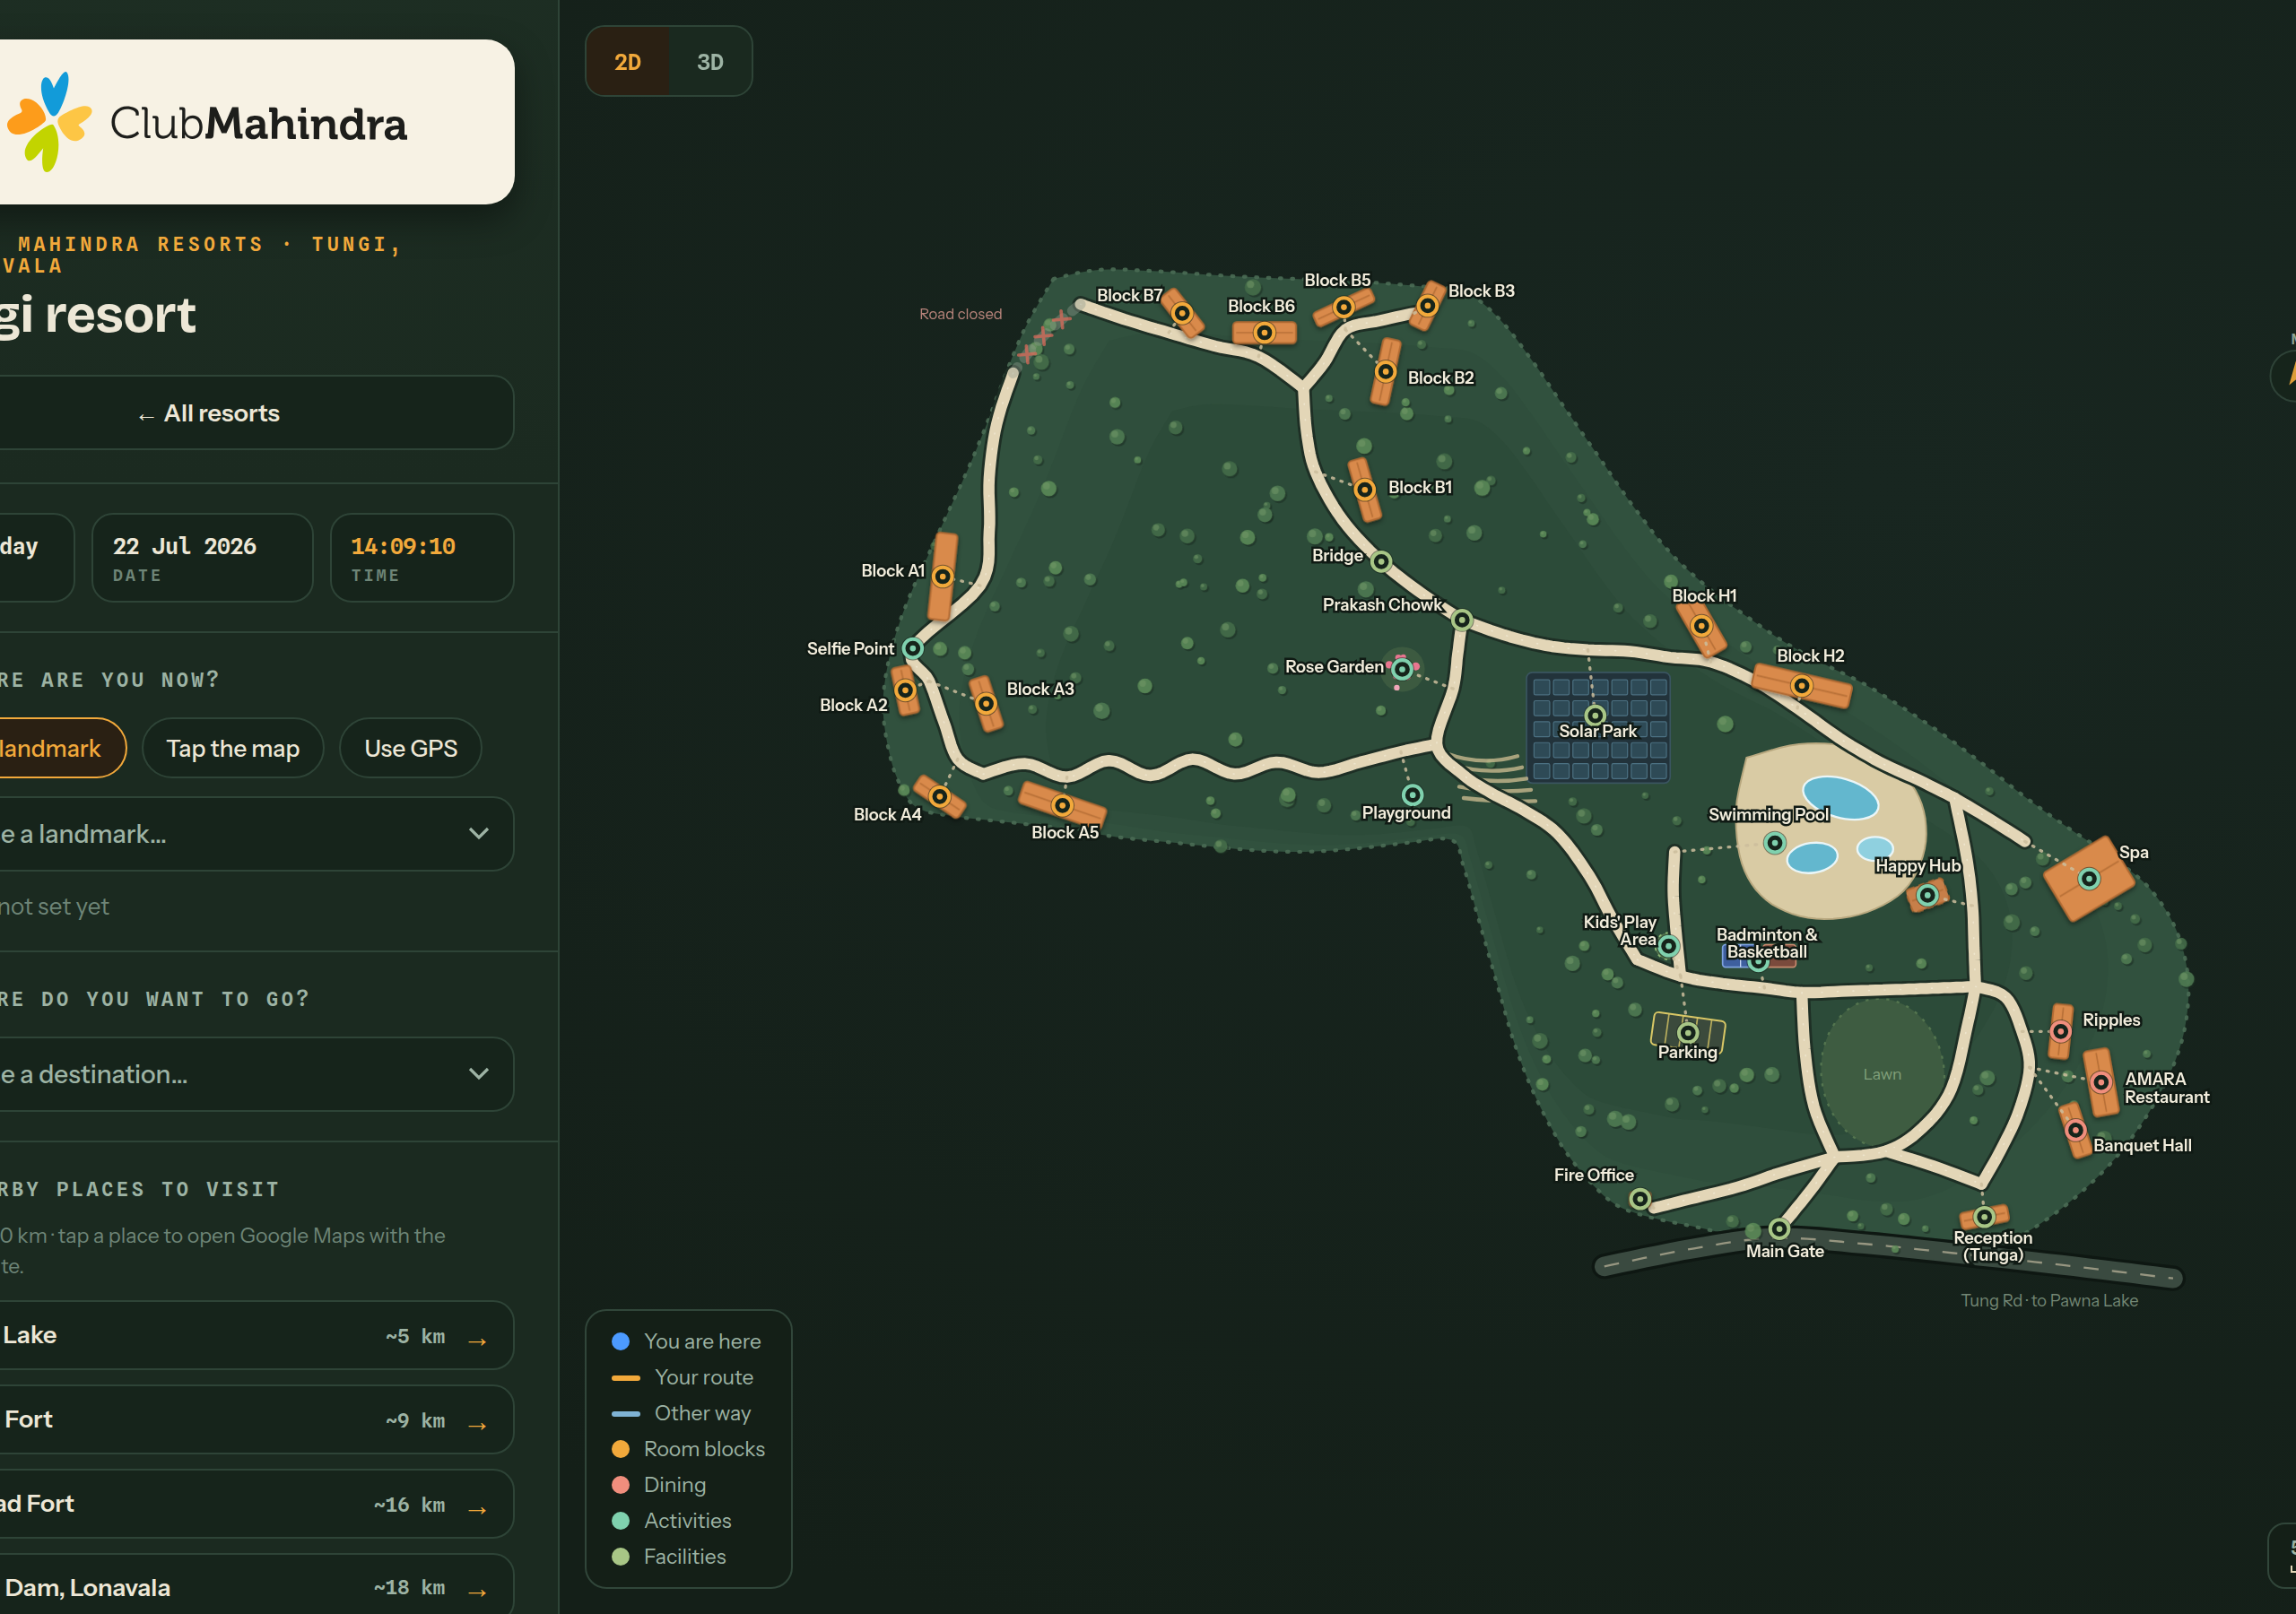 ClubMahindra
MAHINDRA RESORTS · TUNGI,
VALA
gi resort
← All resorts
day
22 Jul 2026
DATE
14:09:10
TIME
RE ARE YOU NOW?
landmark
Tap the map
Use GPS
e a landmark...
not set yet
RE DO YOU WANT TO GO?
e a destination...
RBY PLACES TO VISIT
0 km · tap a place to open Google Maps with the
te.
Lake
~5 km →
Fort
~9 km →
ad Fort
~16 km →
Dam, Lonavala
~18 km →
2D
3D
Road closed
Block B7
Block B6
Block B5
Block B3
Block B2
Block B1
Bridge
Prakash Chowk
Block A1
Selfie Point
Block A2
Block A3
Block A4
Block A5
Rose Garden
Playground
Solar Park
Block H1
Block H2
Swimming Pool
Happy Hub
Spa
Kids' Play
Area
Badminton &
Basketball
Parking
Lawn
Ripples
AMARA
Restaurant
Banquet Hall
Fire Office
Main Gate
Reception
(Tunga)
Tung Rd · to Pawna Lake
You are here
Your route
Other way
Room blocks
Dining
Activities
Facilities